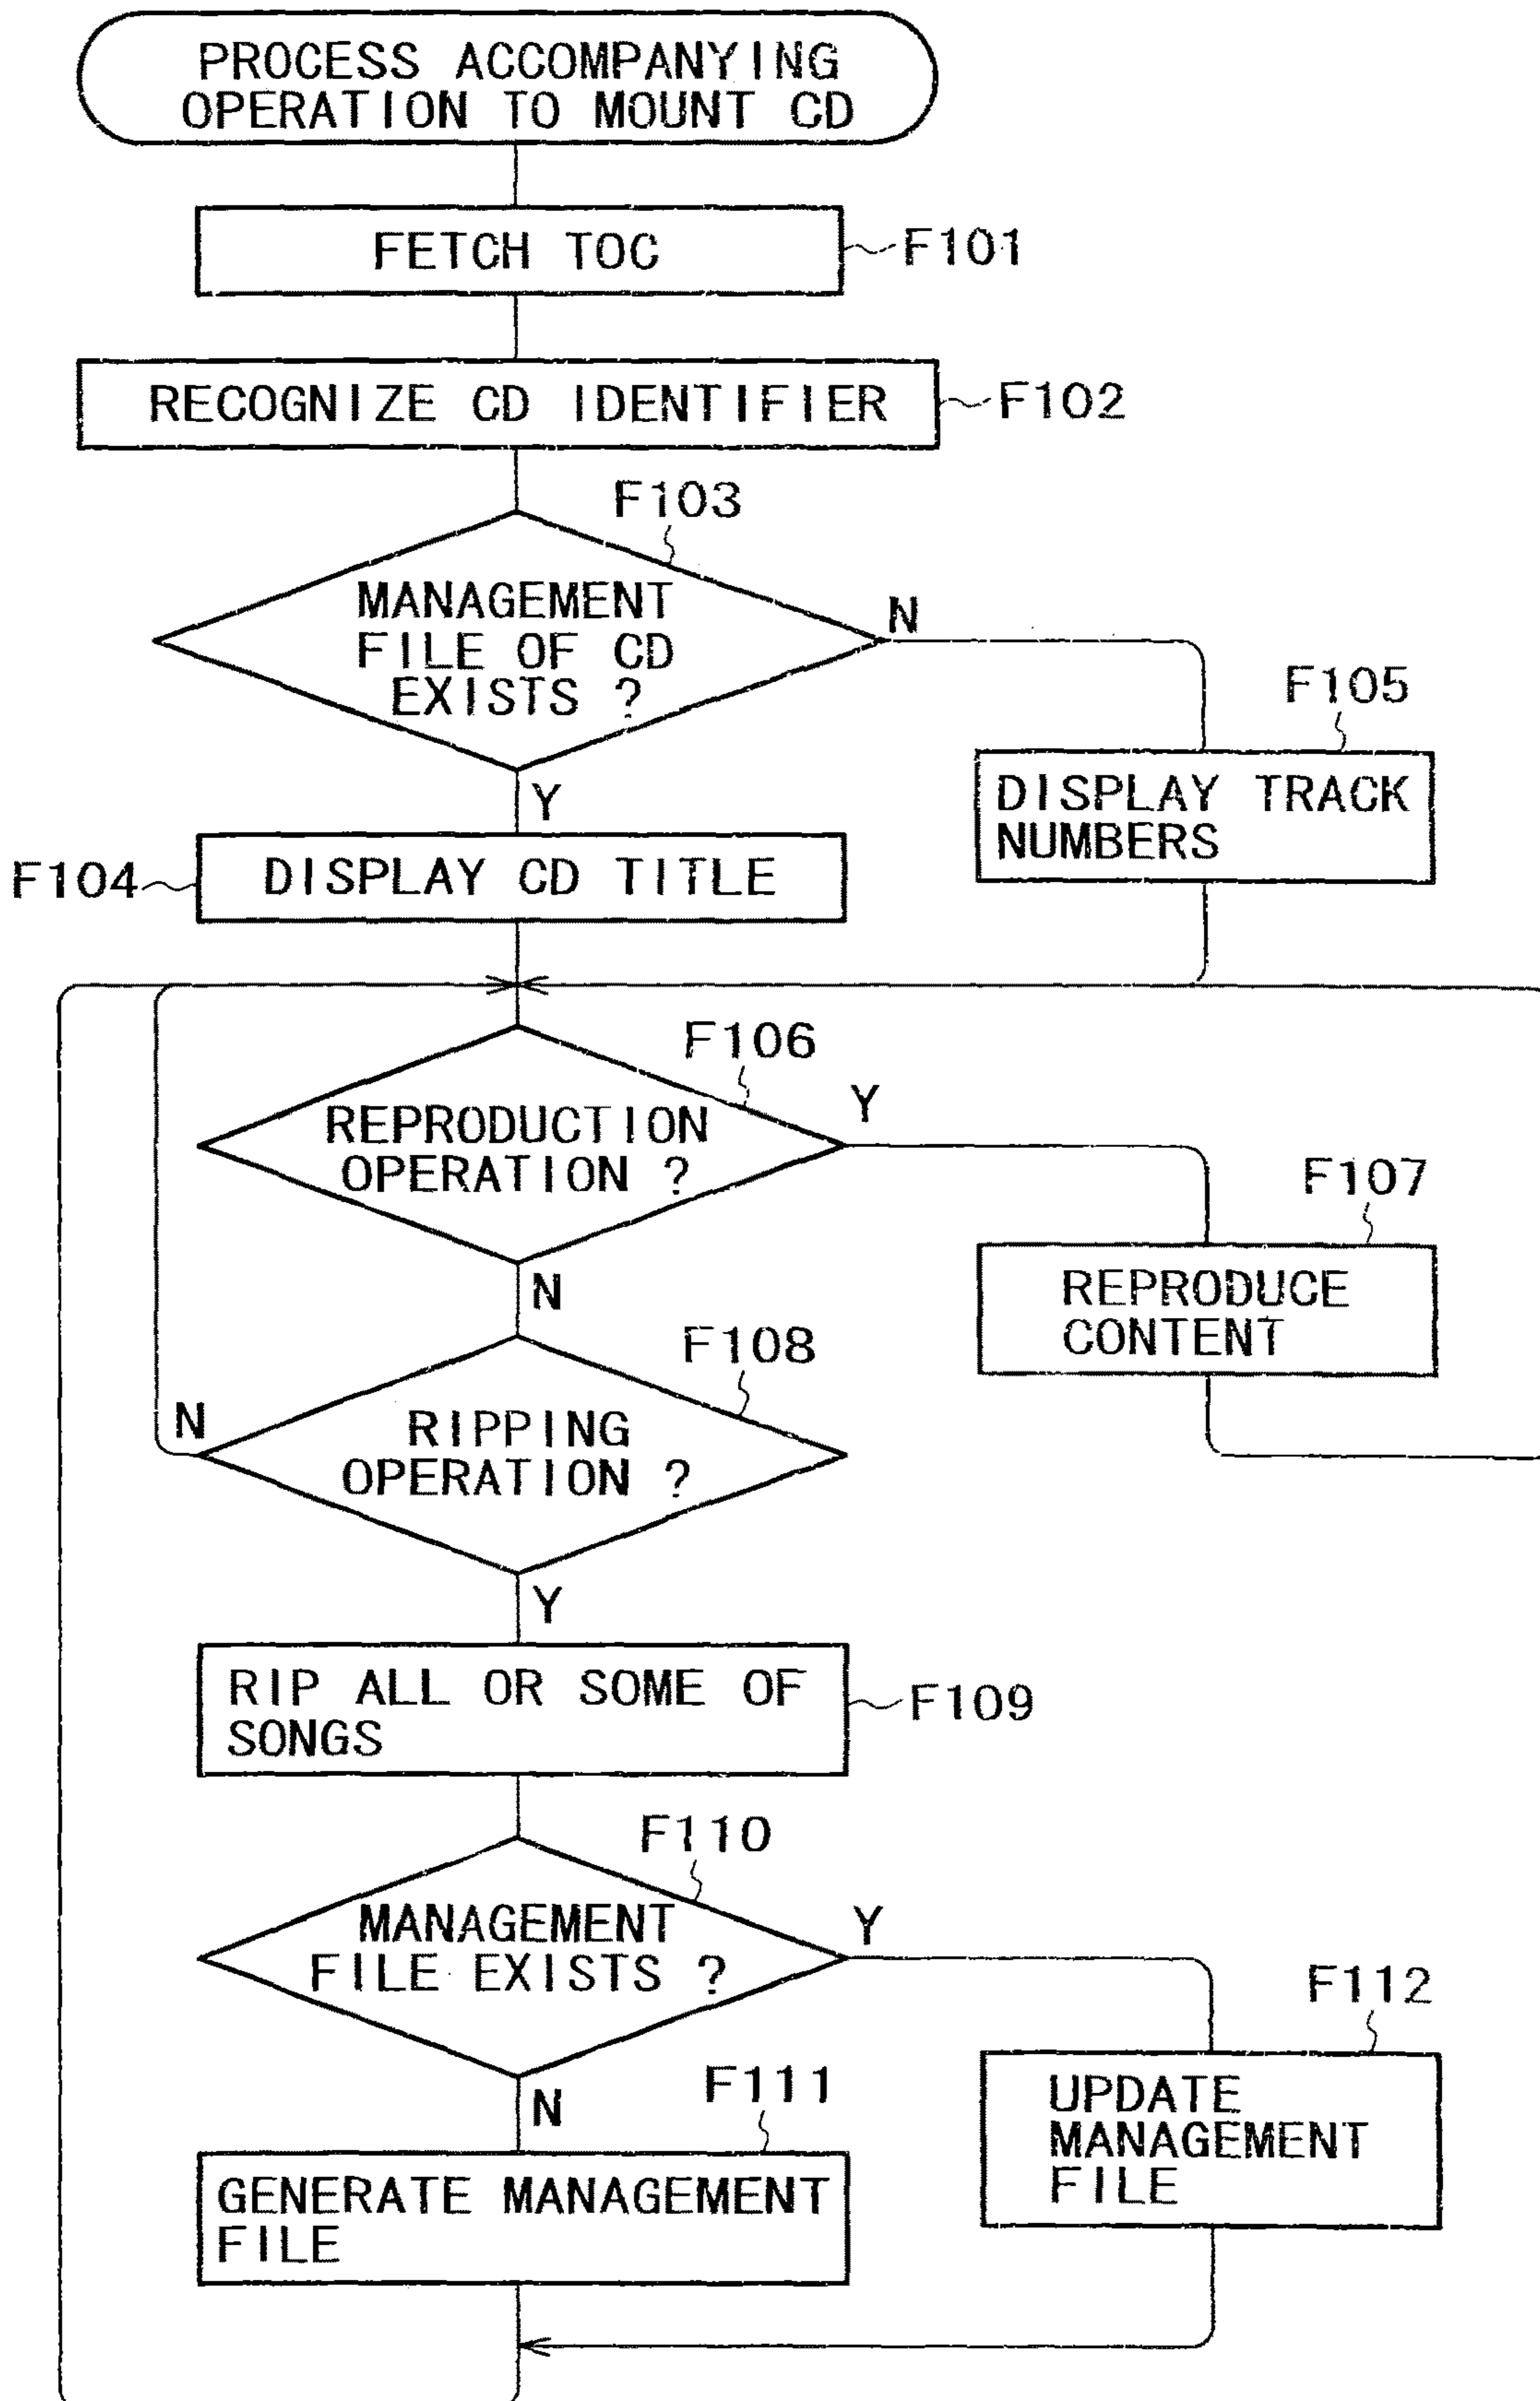 PROCESS ACCOMPANYING
OPERATION TO MOUNT CD
FETCH TOC
F101
RECOGNIZE CD IDENTIFIER
F102
F103
MANAGEMENT
FILE OF CD
EXISTS ?
N
Y
F105
DISPLAY TRACK
NUMBERS
F104
DISPLAY CD TITLE
F106
REPRODUCTION
OPERATION ?
Y
N
F107
REPRODUCE
CONTENT
F108
RIPPING
OPERATION ?
N
Y
RIP ALL OR SOME OF
SONGS
F109
F110
MANAGEMENT
FILE EXISTS ?
Y
N
F112
UPDATE
MANAGEMENT
FILE
F111
GENERATE MANAGEMENT
FILE